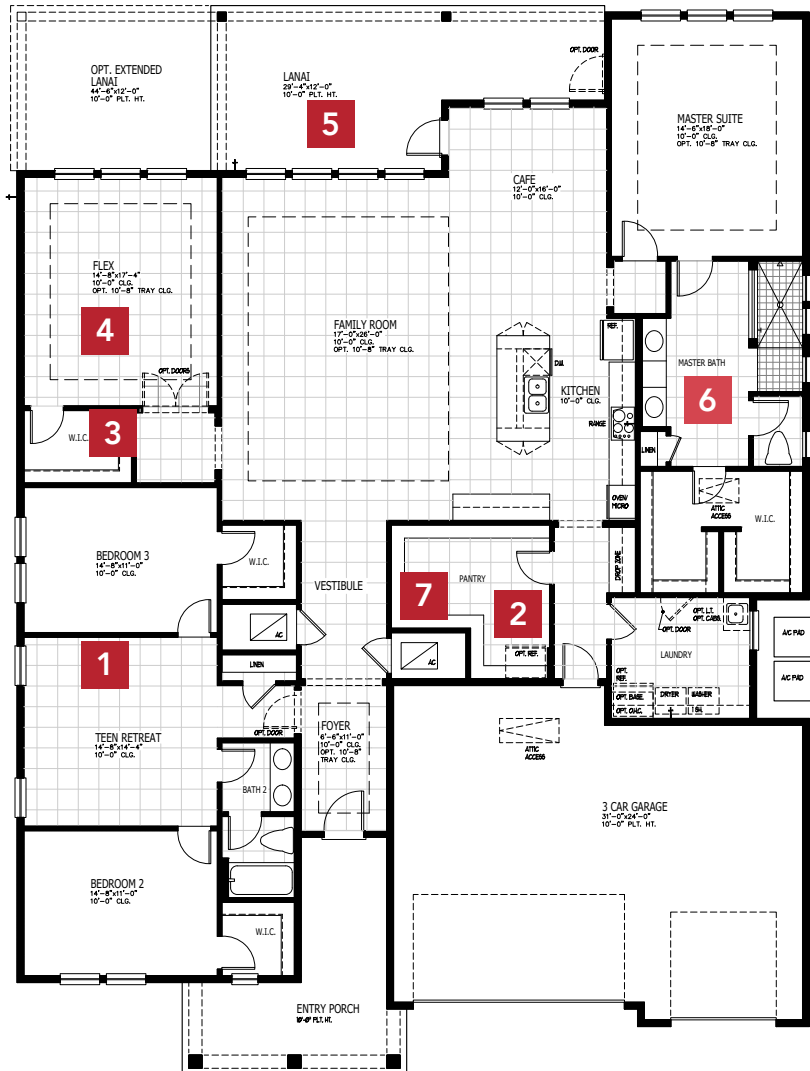 OPT. EXTENDED
LANAI
44'-6"x12'-0"
10'-0" PLT. HT.
LANAI
29'-4"x12'-0"
10'-0" PLT. HT.
5
OPT. DOOR
MASTER SUITE
14'-6"x18'-0"
10'-0" CLG.
OPT. 10'-8" TRAY CLG.
CAFE
12'-0"x16'-0"
10'-0" CLG.
FLEX
14'-8"x17'-4"
10'-0" CLG.
OPT. 10'-8" TRAY CLG.
4
OPT. DOORS
FAMILY ROOM
17'-0"x26'-0"
10'-0" CLG.
OPT. 10'-8" TRAY CLG.
REF.
D.W.
KITCHEN
10'-0" CLG.
RANGE
OVEN/
MICRO
MASTER BATH
6
LINEN
W.I.C.
3
ATTIC
ACCESS
W.I.C.
BEDROOM 3
14'-8"x11'-0"
10'-0" CLG.
W.I.C.
VESTIBULE
PANTRY
7
2
OPT. REF.
DROP ZONE
AC
AC
OPT. DOOR
OPT. L.T.
OPT. CABS.
LAUNDRY
OPT.
REF.
OPT. BASE.
OPT. O.H.C.
DRYER
WASHER
A/C PAD
A/C PAD
1
LINEN
TEEN RETREAT
14'-8"x14'-4"
10'-0" CLG.
OPT. DOOR
FOYER
6'-6"x11'-0"
10'-0" CLG.
OPT. 10'-8"
TRAY CLG.
ATTIC
ACCESS
BATH 2
3 CAR GARAGE
31'-0"x24'-0"
10'-0" PLT. HT.
BEDROOM 2
14'-8"x11'-0"
10'-0" CLG.
W.I.C.
ENTRY PORCH
10'-0" PLT. HT.